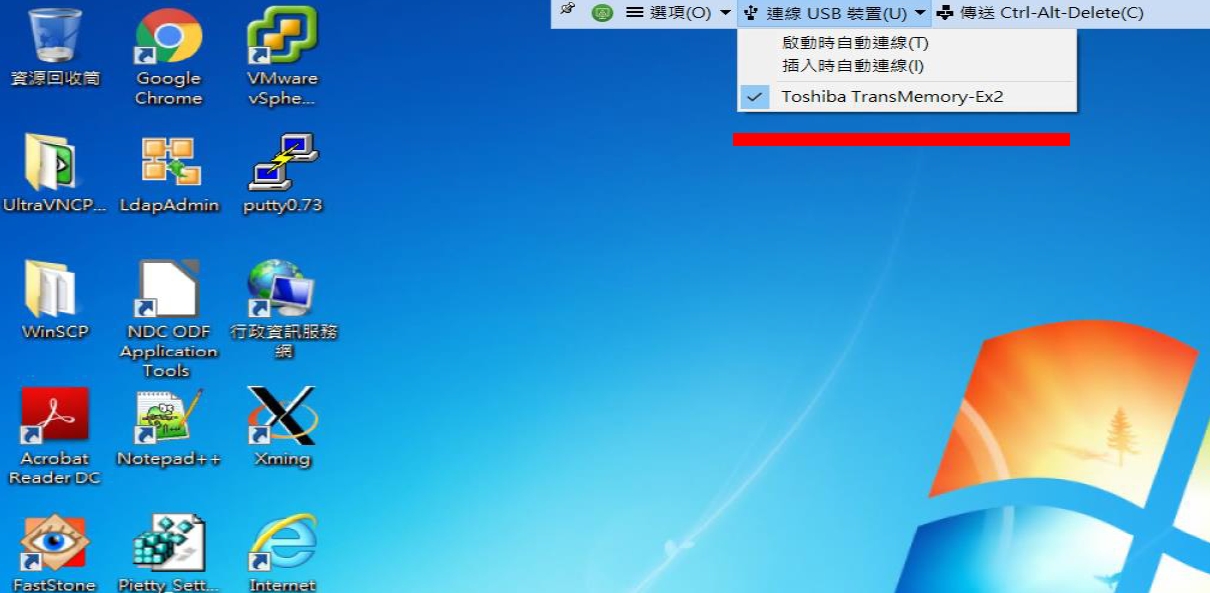 選項(O) 連線 USB 裝置(U) 傳送 Ctrl-Alt-Delete(C)
啟動時自動連線(T)
插入時自動連線(I)
Toshiba TransMemory-Ex2
資源回收筒
Google
Chrome
VMware
vSphe...
UltraVNCP...
LdapAdmin
putty0.73
WinSCP
NDC ODF
Application
Tools
行政資訊服務
網
Acrobat
Reader DC
Notepad++
Xming
FastStone
Pietty_Sett...
Internet